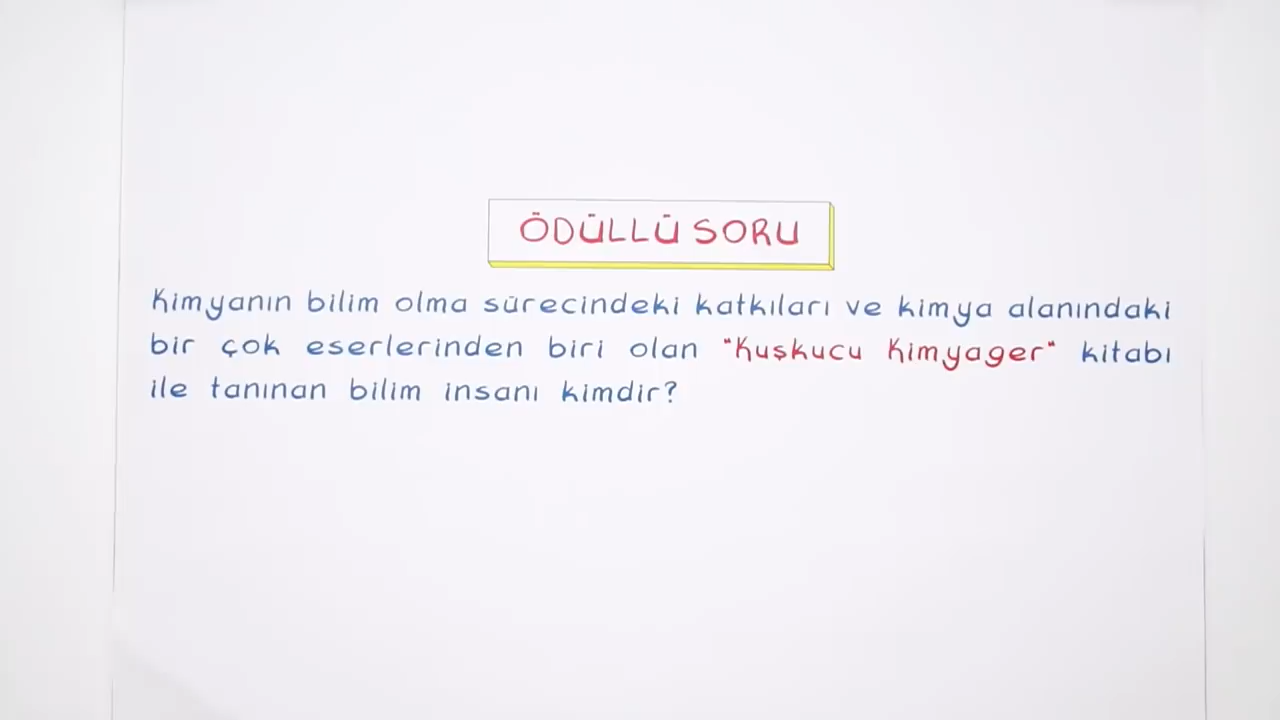 ÖDÜLLÜ SORU
Kimyanın bilim olma sürecindeki katkıları ve kimya alanındaki
bir çok eserlerinden biri olan "Kuşkucu Kimyager" kitabı
ile tanınan bilim insanı kimdir?